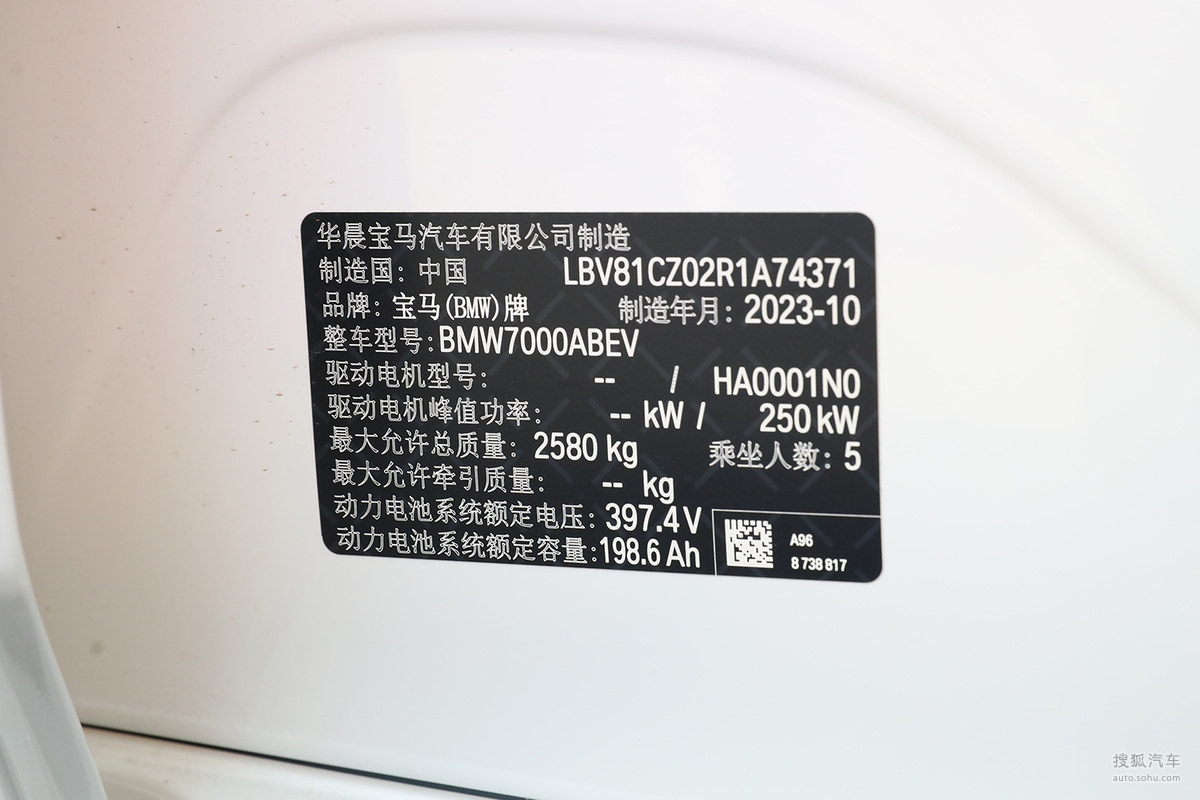 华晨宝马汽车有限公司制造
制造国: 中国 LBV81CZ02R1A74371
品牌: 宝马(BMW)牌 制造年月: 2023-10
整车型号:BMW7000ABEV
驱动电机型号: -- / HA0001N0
驱动电机峰值功率: -- kW / 250 kW
最大允许总质量: 2580 kg 乘坐人数: 5
最大允许牵引质量: -- kg
动力电池系统额定电压: 397.4 V
动力电池系统额定容量:198.6 Ah
A96
8 738 817
搜狐汽车
auto.sohu.com